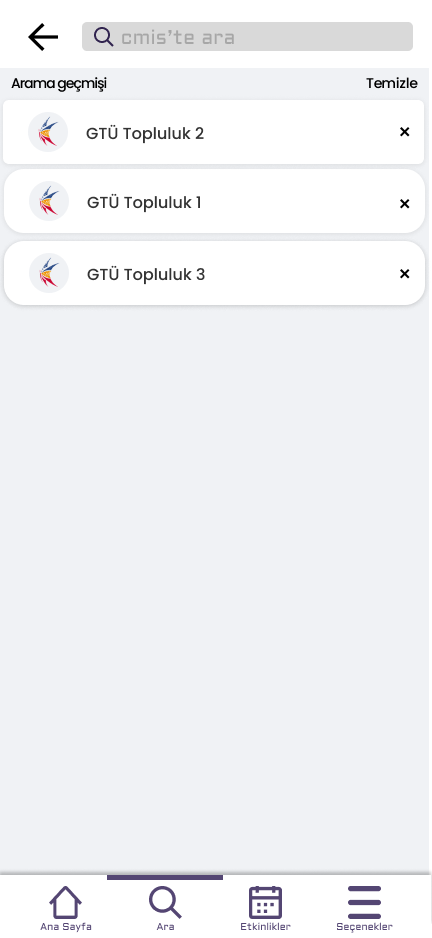 cmis’te ara
Arama geçmişi Temizle
GTÜ Topluluk 2
GTÜ Topluluk 1
GTÜ Topluluk 3
Ana Sayfa Ara Etkinlikler Seçenekler